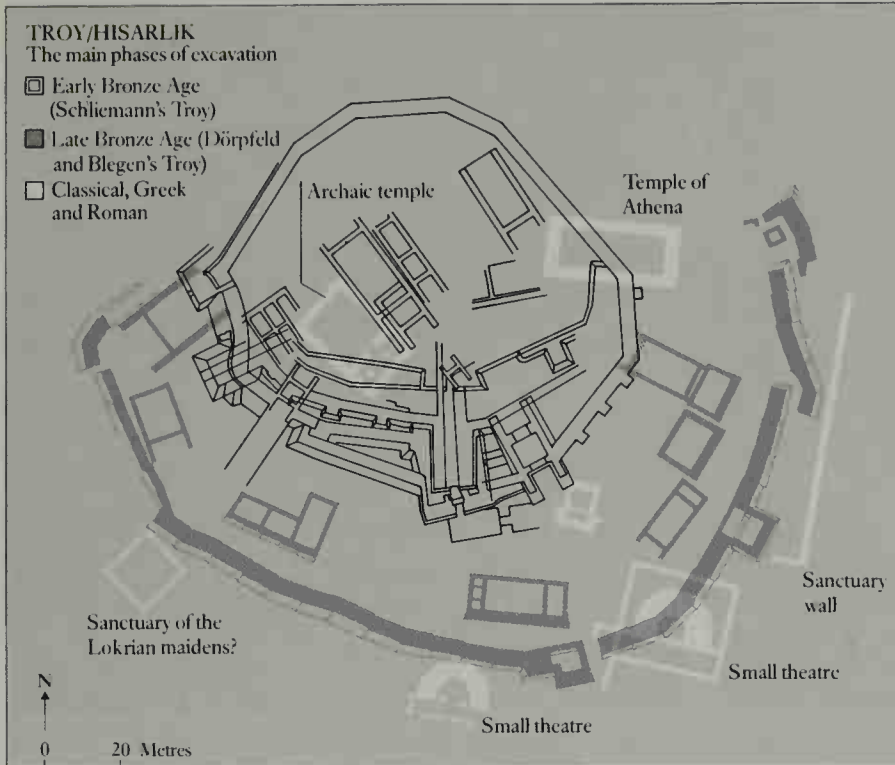 TROY/HISARLIK
The main phases of excavation
Early Bronze Age
(Schliemann's Troy)
Late Bronze Age (Dörpfeld
and Blegen's Troy)
Classical, Greek
and Roman
Archaic temple
Temple of
Athena
Sanctuary of the
Lokrian maidens?
Sanctuary
wall
Small theatre
Small theatre
N
0 20 Metres